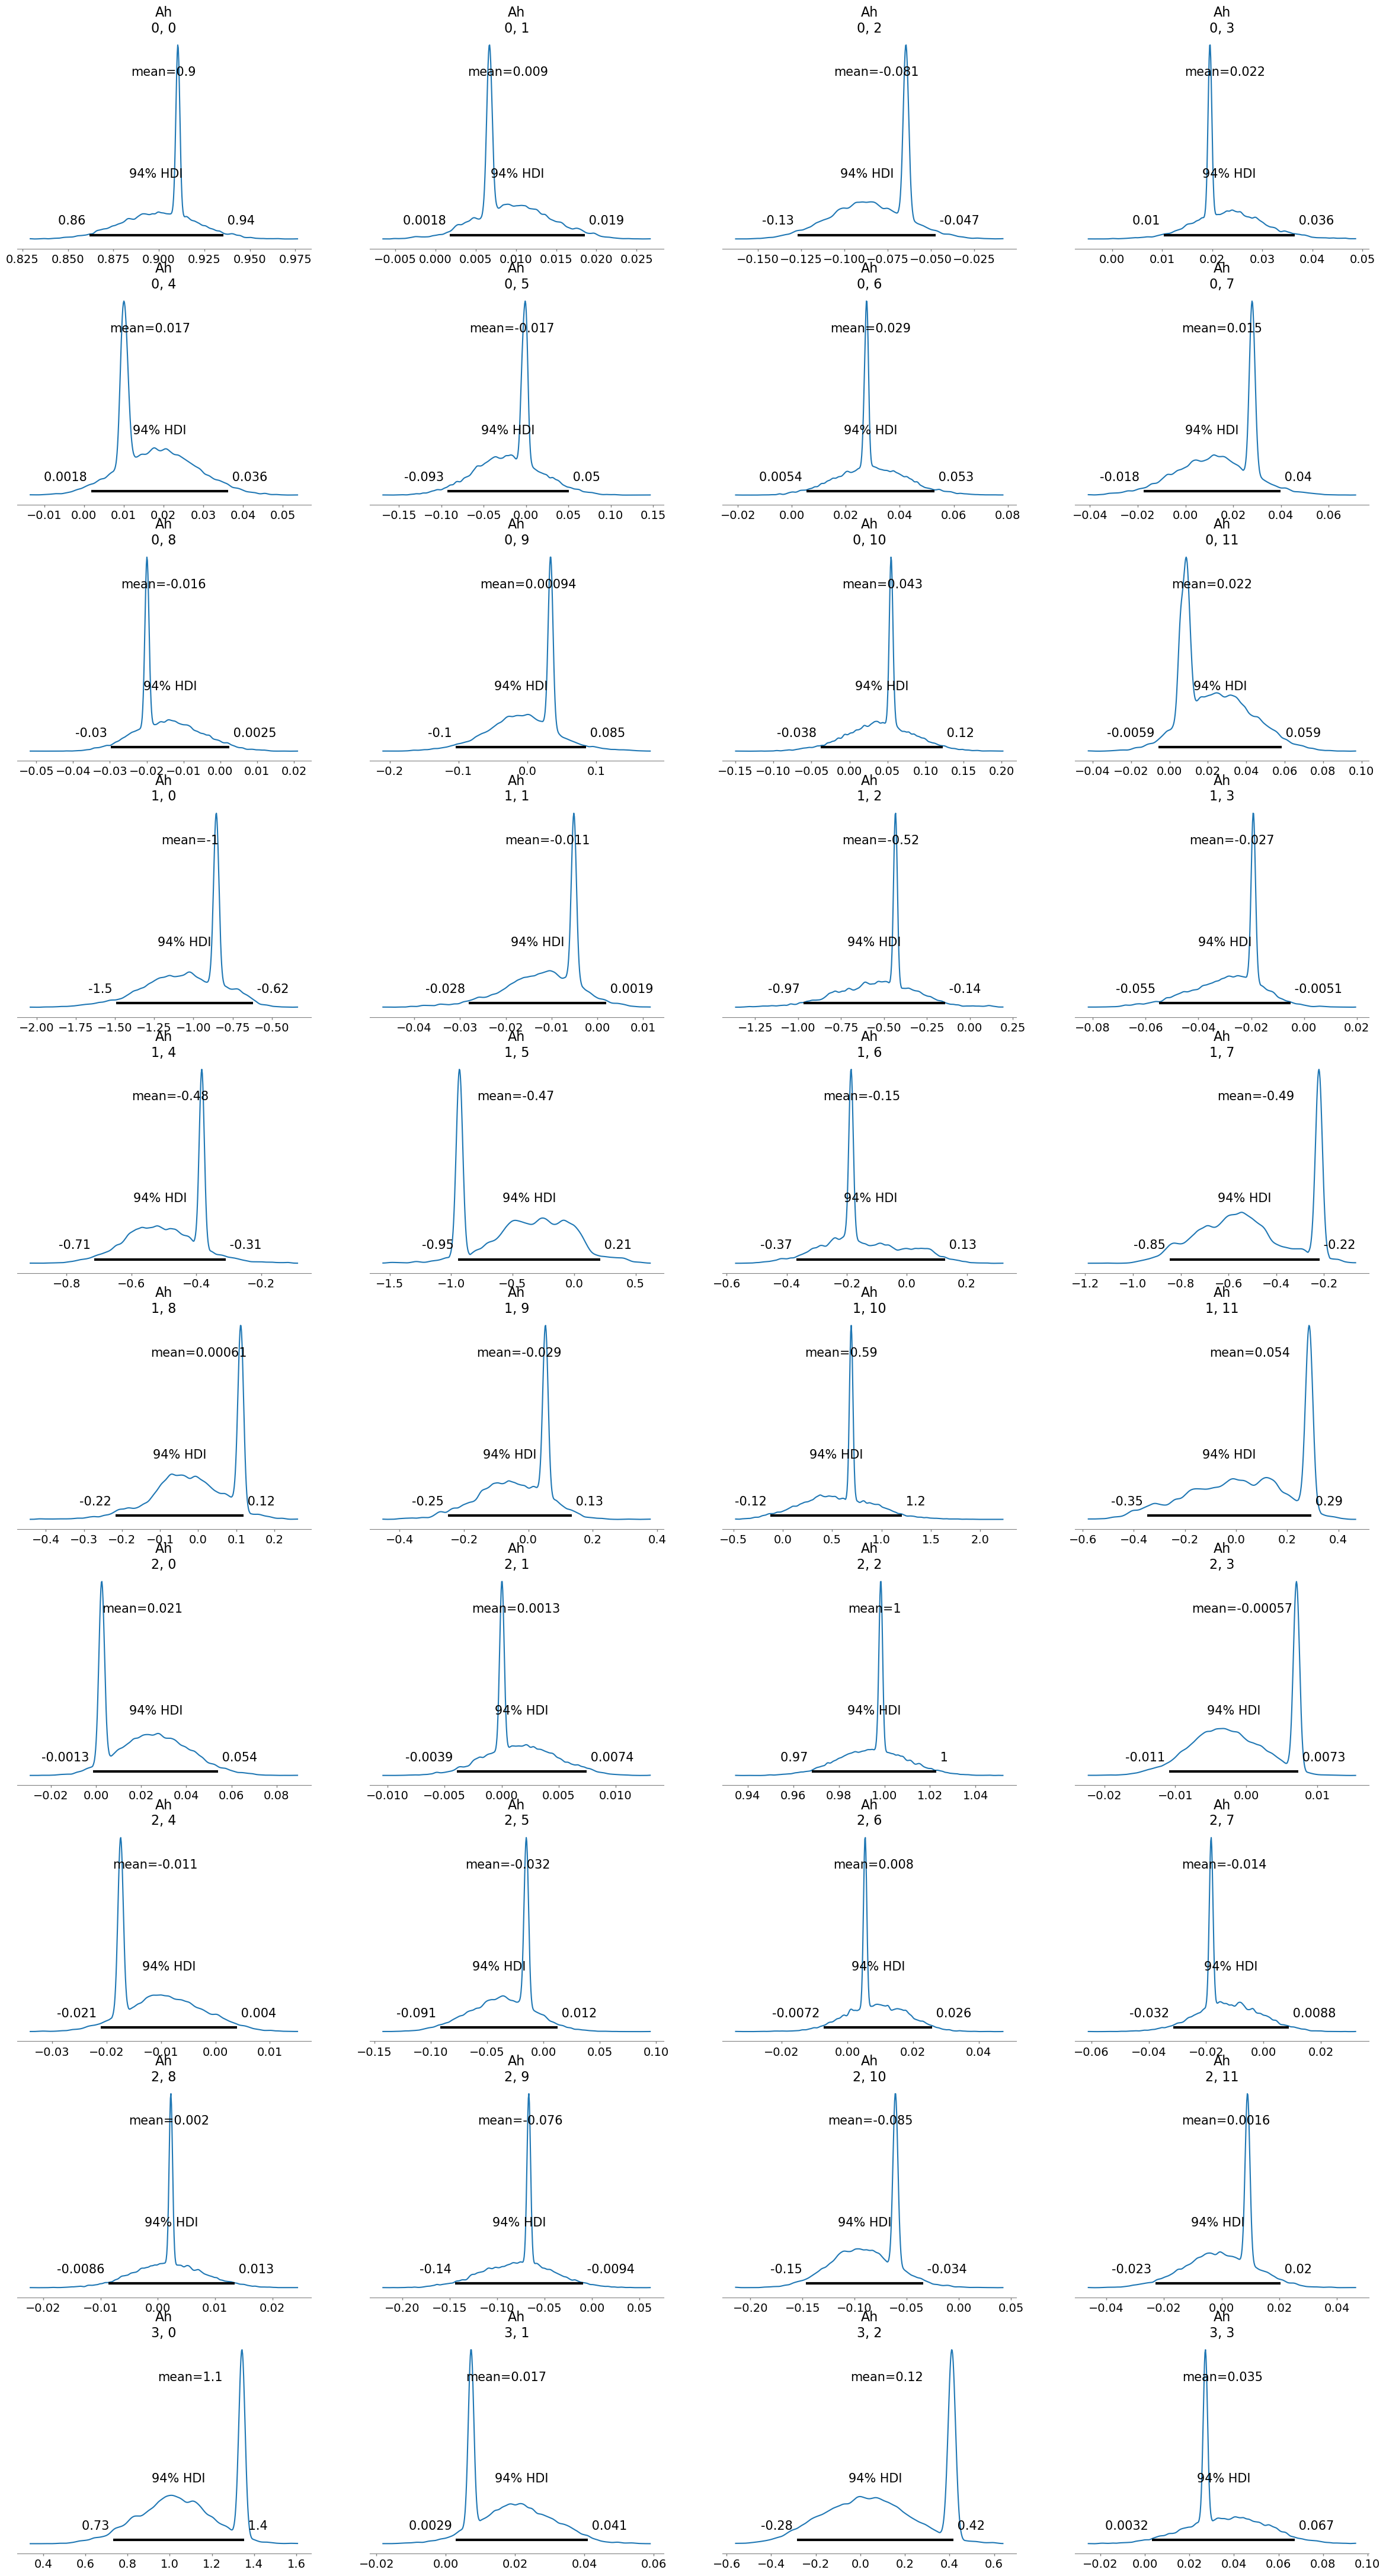 Ah Ah Ah Ah
0, 0 0, 1 0, 2 0, 3
mean=0.9 mean=0.009 mean=-0.081 mean=0.022
94% HDI 94% HDI 94% HDI 94% HDI
0.86 0.94 0.0018 0.019 -0.13 -0.047 0.01 0.036
0.825 0.850 0.875 0.900 0.925 0.950 0.975 −0.005 0.000 0.005 0.010 0.015 0.020 0.025 −0.150 −0.125 −0.100 −0.075 −0.050 −0.025 0.00 0.01 0.02 0.03 0.04 0.05
Ah Ah Ah Ah
0, 4 0, 5 0, 6 0, 7
mean=0.017 mean=-0.017 mean=0.029 mean=0.015
94% HDI 94% HDI 94% HDI 94% HDI
0.0018 0.036 -0.093 0.05 0.0054 0.053 -0.018 0.04
−0.01 0.00 0.01 0.02 0.03 0.04 0.05 −0.15 −0.10 −0.05 0.00 0.05 0.10 0.15 −0.02 0.00 0.02 0.04 0.06 0.08 −0.04 −0.02 0.00 0.02 0.04 0.06
Ah Ah Ah Ah
0, 8 0, 9 0, 10 0, 11
mean=-0.016 mean=0.00094 mean=0.043 mean=0.022
94% HDI 94% HDI 94% HDI 94% HDI
-0.03 0.0025 -0.1 0.085 -0.038 0.12 -0.0059 0.059
−0.05 −0.04 −0.03 −0.02 −0.01 0.00 0.01 0.02 −0.2 −0.1 0.0 0.1 −0.15 −0.10 −0.05 0.00 0.05 0.10 0.15 0.20 −0.04 −0.02 0.00 0.02 0.04 0.06 0.08 0.10
Ah Ah Ah Ah
1, 0 1, 1 1, 2 1, 3
mean=-1 mean=-0.011 mean=-0.52 mean=-0.027
94% HDI 94% HDI 94% HDI 94% HDI
-1.5 -0.62 -0.028 0.0019 -0.97 -0.14 -0.055 -0.0051
−2.00 −1.75 −1.50 −1.25 −1.00 −0.75 −0.50 −0.04 −0.03 −0.02 −0.01 0.00 0.01 −1.25 −1.00 −0.75 −0.50 −0.25 0.00 0.25 −0.08 −0.06 −0.04 −0.02 0.00 0.02
Ah Ah Ah Ah
1, 4 1, 5 1, 6 1, 7
mean=-0.48 mean=-0.47 mean=-0.15 mean=-0.49
94% HDI 94% HDI 94% HDI 94% HDI
-0.71 -0.31 -0.95 0.21 -0.37 0.13 -0.85 -0.22
−0.8 −0.6 −0.4 −0.2 −1.5 −1.0 −0.5 0.0 0.5 −0.6 −0.4 −0.2 0.0 0.2 −1.2 −1.0 −0.8 −0.6 −0.4 −0.2
Ah Ah Ah Ah
1, 8 1, 9 1, 10 1, 11
mean=0.00061 mean=-0.029 mean=0.59 mean=0.054
94% HDI 94% HDI 94% HDI 94% HDI
-0.22 0.12 -0.25 0.13 -0.12 1.2 -0.35 0.29
−0.4 −0.3 −0.2 −0.1 0.0 0.1 0.2 −0.4 −0.2 0.0 0.2 0.4 −0.5 0.0 0.5 1.0 1.5 2.0 −0.6 −0.4 −0.2 0.0 0.2 0.4
Ah Ah Ah Ah
2, 0 2, 1 2, 2 2, 3
mean=0.021 mean=0.0013 mean=1 mean=-0.00057
94% HDI 94% HDI 94% HDI 94% HDI
-0.0013 0.054 -0.0039 0.0074 0.97 1 -0.011 0.0073
−0.02 0.00 0.02 0.04 0.06 0.08 −0.010 −0.005 0.000 0.005 0.010 0.94 0.96 0.98 1.00 1.02 1.04 −0.02 −0.01 0.00 0.01
Ah Ah Ah Ah
2, 4 2, 5 2, 6 2, 7
mean=-0.011 mean=-0.032 mean=0.008 mean=-0.014
94% HDI 94% HDI 94% HDI 94% HDI
-0.021 0.004 -0.091 0.012 -0.0072 0.026 -0.032 0.0088
−0.03 −0.02 −0.01 0.00 0.01 −0.15 −0.10 −0.05 0.00 0.05 0.10 −0.02 0.00 0.02 0.04 −0.06 −0.04 −0.02 0.00 0.02
Ah Ah Ah Ah
2, 8 2, 9 2, 10 2, 11
mean=0.002 mean=-0.076 mean=-0.085 mean=0.0016
94% HDI 94% HDI 94% HDI 94% HDI
-0.0086 0.013 -0.14 -0.0094 -0.15 -0.034 -0.023 0.02
−0.02 −0.01 0.00 0.01 0.02 −0.20 −0.15 −0.10 −0.05 0.00 0.05 −0.20 −0.15 −0.10 −0.05 0.00 0.05 −0.04 −0.02 0.00 0.02 0.04
Ah Ah Ah Ah
3, 0 3, 1 3, 2 3, 3
mean=1.1 mean=0.017 mean=0.12 mean=0.035
94% HDI 94% HDI 94% HDI 94% HDI
0.73 1.4 0.0029 0.041 -0.28 0.42 0.0032 0.067
0.4 0.6 0.8 1.0 1.2 1.4 1.6 −0.02 0.00 0.02 0.04 0.06 −0.6 −0.4 −0.2 0.0 0.2 0.4 0.6 −0.02 0.00 0.02 0.04 0.06 0.08 0.10